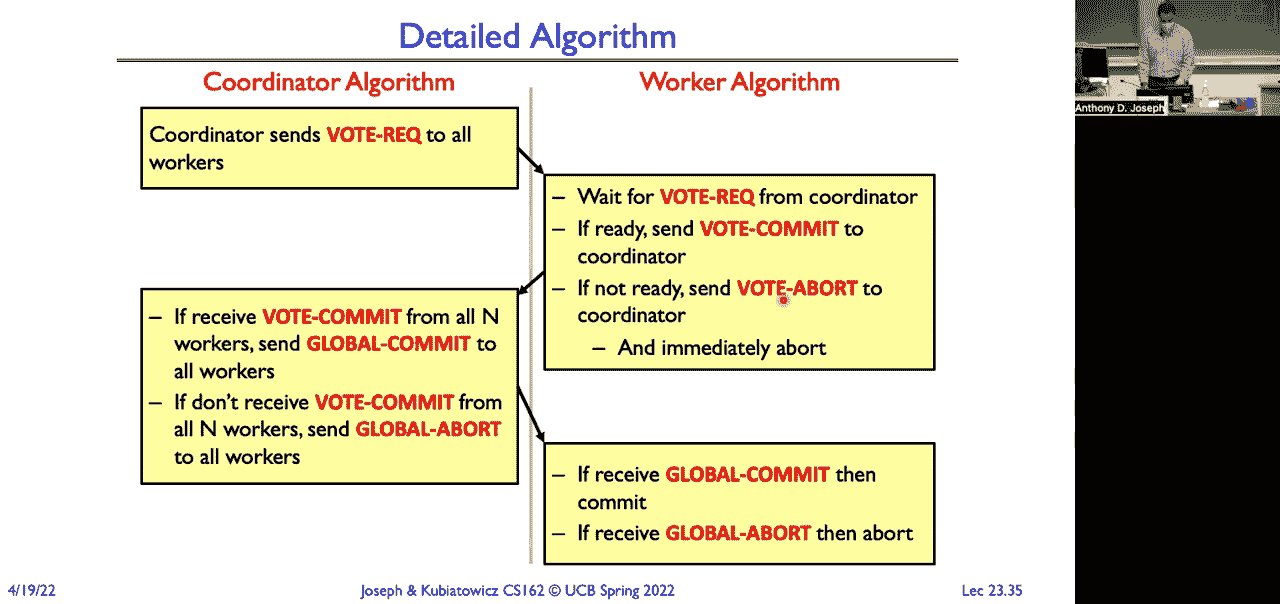 Detailed Algorithm
Coordinator Algorithm
Worker Algorithm
Coordinator sends VOTE-REQ to all
workers
– Wait for VOTE-REQ from coordinator
– If ready, send VOTE-COMMIT to
coordinator
– If not ready, send VOTE-ABORT to
coordinator
– And immediately abort
– If receive VOTE-COMMIT from all N
workers, send GLOBAL-COMMIT to
all workers
– If don't receive VOTE-COMMIT from
all N workers, send GLOBAL-ABORT
to all workers
– If receive GLOBAL-COMMIT then
commit
– If receive GLOBAL-ABORT then abort
4/19/22
Joseph & Kubiatowicz CS162 © UCB Spring 2022
Lec 23.35
Anthony D. Joseph